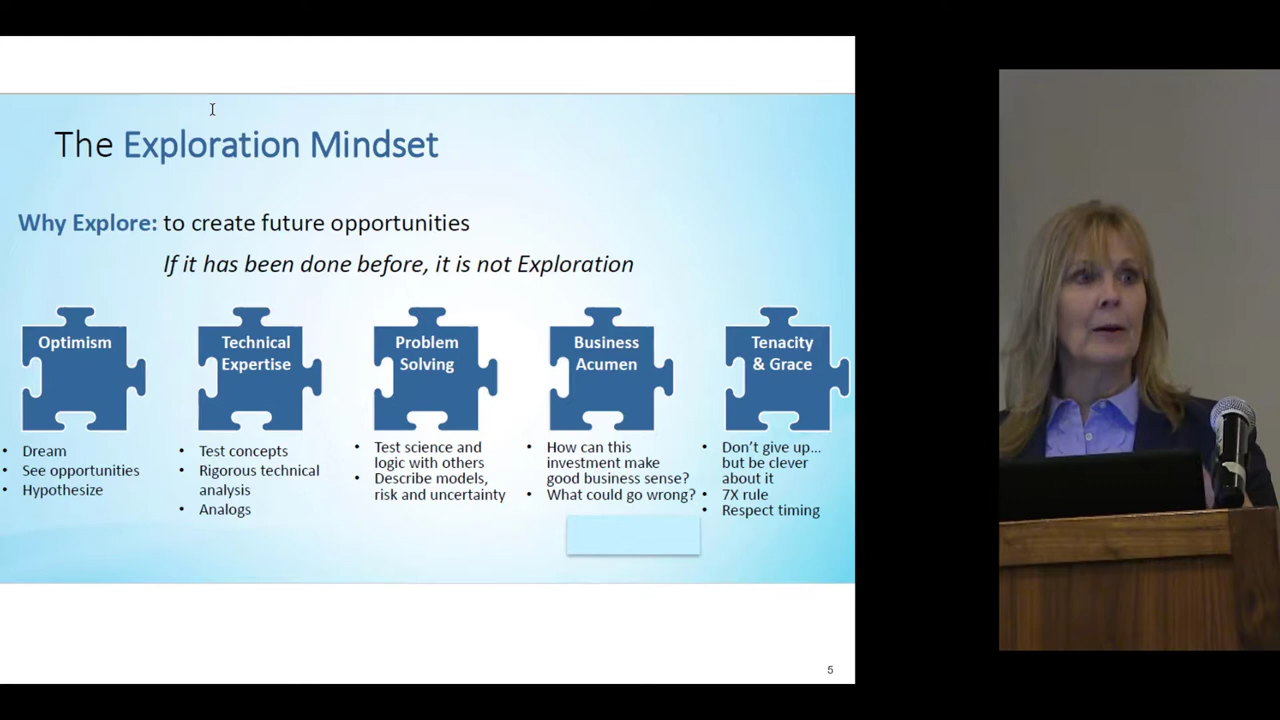 The Exploration Mindset
Why Explore: to create future opportunities
If it has been done before, it is not Exploration
Optimism
• Dream
• See opportunities
• Hypothesize
Technical
Expertise
• Test concepts
• Rigorous technical
analysis
• Analogs
Problem
Solving
• Test science and
logic with others
• Describe models,
risk and uncertainty
Business
Acumen
• How can this
investment make
good business sense?
• What could go wrong?
Tenacity
& Grace
• Don’t give up...
but be clever
about it
• 7X rule
• Respect timing
5